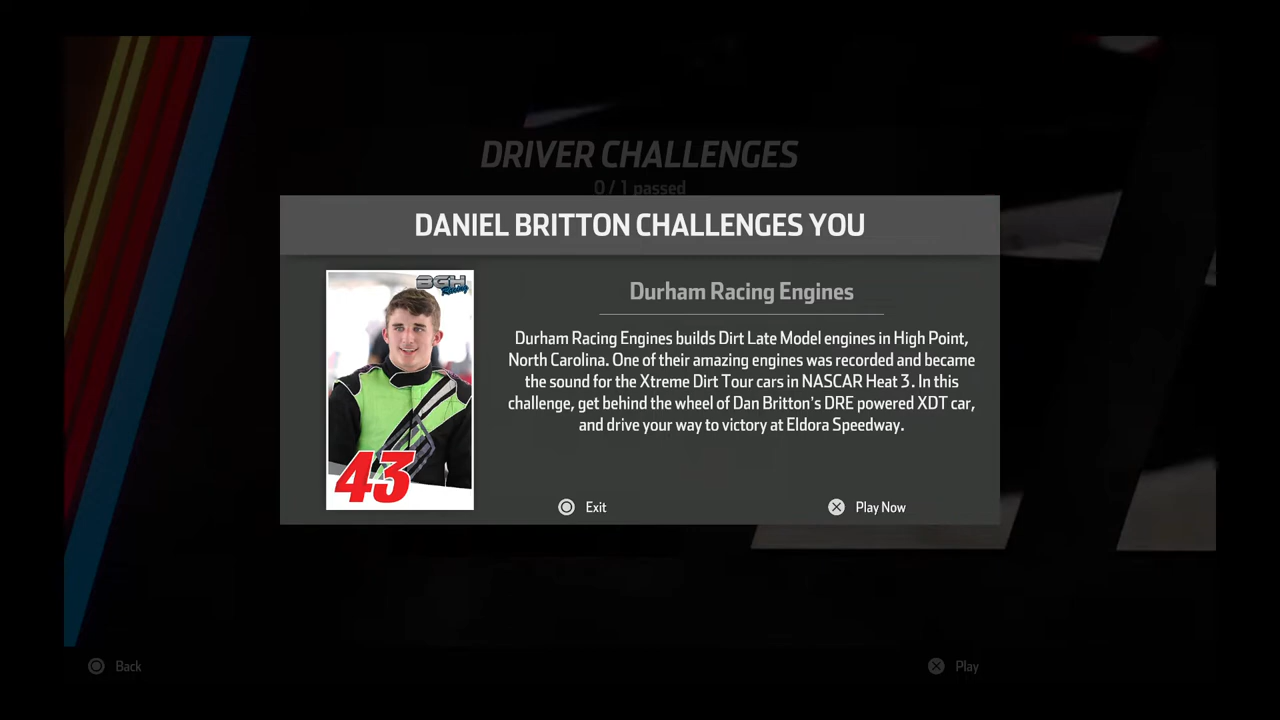 DRIVER CHALLENGES
0 / 1 passed
DANIEL BRITTON CHALLENGES YOU
BGH
Racing
43
Durham Racing Engines
Durham Racing Engines builds Dirt Late Model engines in High Point,
North Carolina. One of their amazing engines was recorded and became
the sound for the Xtreme Dirt Tour cars in NASCAR Heat 3. In this
challenge, get behind the wheel of Dan Britton's DRE powered XDT car,
and drive your way to victory at Eldora Speedway.
Exit
Play Now
Back
Play